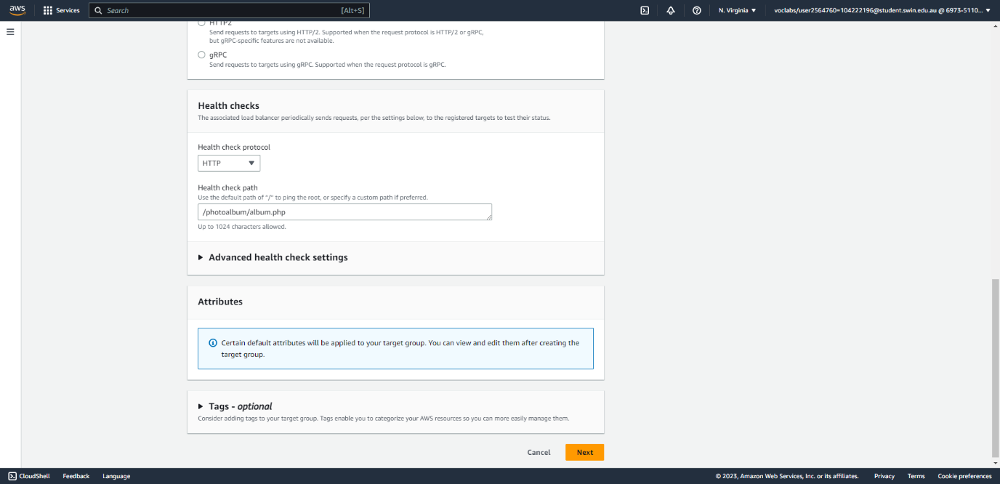 aws
Services
Search
[Alt+S]
N. Virginia
voclabs/user2564760=104222196@student.swin.edu.au @ 6973-5110...
HTTP2
Send requests to targets using HTTP/2. Supported when the request protocol is HTTP/2 or gRPC,
but gRPC-specific features are not available.
gRPC
Send requests to targets using gRPC. Supported when the request protocol is gRPC.
Health checks
The associated load balancer periodically sends requests, per the settings below, to the registered targets to test their status.
Health check protocol
HTTP
Health check path
Use the default path of "/" to ping the root, or specify a custom path if preferred.
/photoalbum/album.php
Up to 1024 characters allowed.
Advanced health check settings
Attributes
Certain default attributes will be applied to your target group. You can view and edit them after creating the
target group.
Tags - optional
Consider adding tags to your target group. Tags enable you to categorize your AWS resources so you can more easily manage them.
Cancel
Next
CloudShell
Feedback
Language
© 2023, Amazon Web Services, Inc. or its affiliates.
Privacy
Terms
Cookie preferences